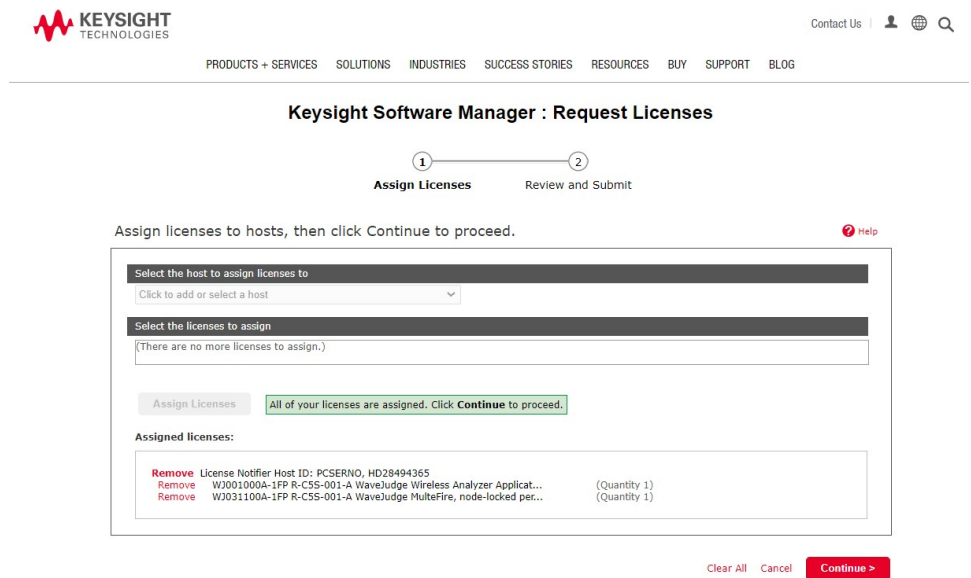 KEYSIGHT
TECHNOLOGIES
Contact Us
PRODUCTS + SERVICES SOLUTIONS INDUSTRIES SUCCESS STORIES RESOURCES BUY SUPPORT BLOG
Keysight Software Manager : Request Licenses
1 2
Assign Licenses Review and Submit
Assign licenses to hosts, then click Continue to proceed.
? Help
Select the host to assign licenses to
Click to add or select a host
Select the licenses to assign
(There are no more licenses to assign.)
Assign Licenses All of your licenses are assigned. Click Continue to proceed.
Assigned licenses:
Remove License Notifier Host ID: PCSERNO, HD28494365
Remove WJ001000A-1FP R-C5S-001-A WaveJudge Wireless Analyzer Applicat... (Quantity 1)
Remove WJ031100A-1FP R-C5S-001-A WaveJudge MulteFire, node-locked per... (Quantity 1)
Clear All Cancel Continue >